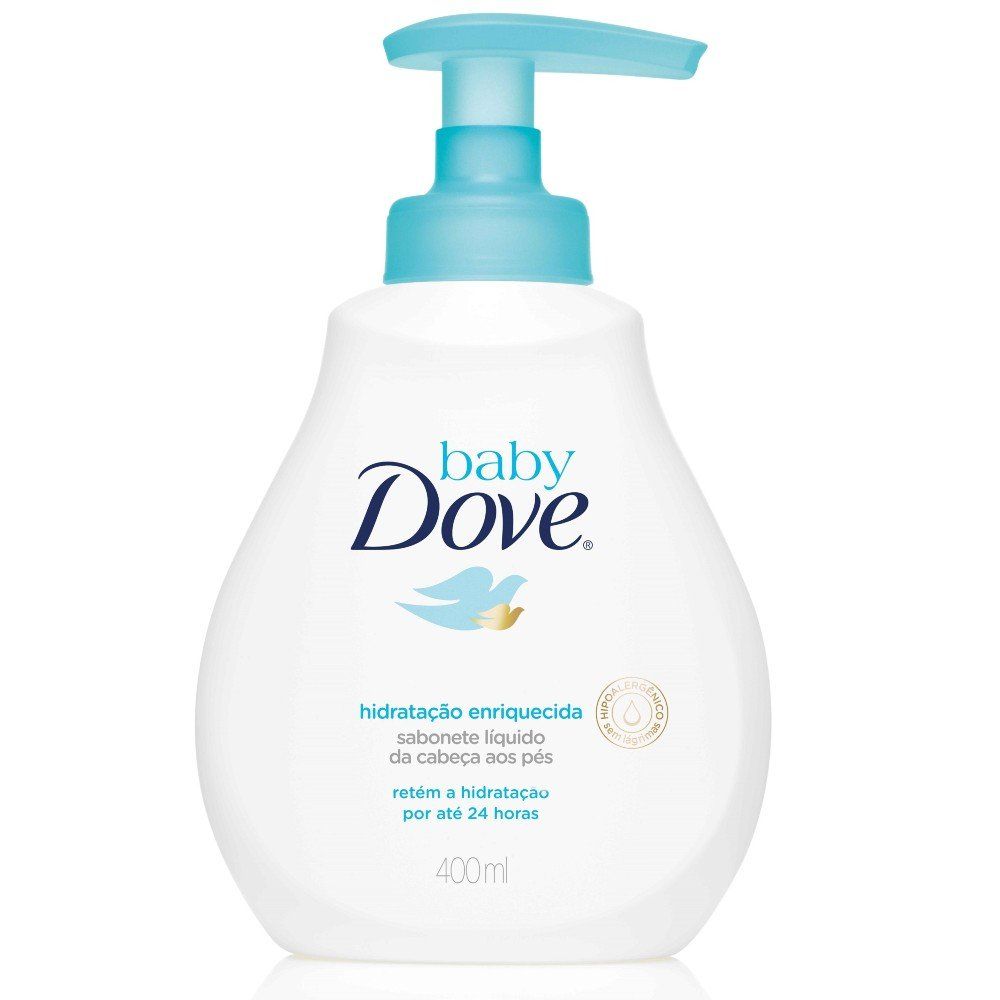 baby
Dove®
hidratação enriquecida
sabonete líquido
da cabeça aos pés
HIPOALERGÊNICO
sem lágrimas
retém a hidratação
por até 24 horas
400ml